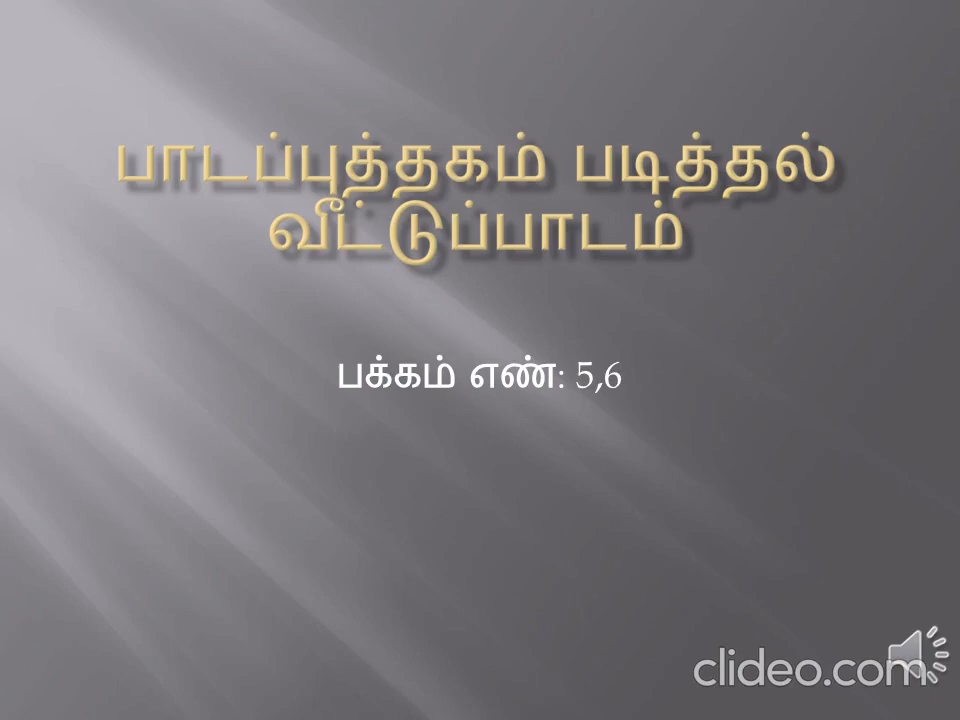 பாடப்புத்தகம் படித்தல்
வீட்டுப்பாடம்
பக்கம் எண்: 5,6
clideo.com